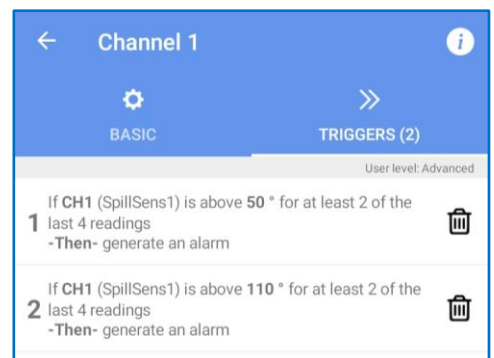 Channel 1
i
BASIC
TRIGGERS (2)
User level: Advanced
If CH1 (SpillSens1) is above 50 ° for at least 2 of the
1 last 4 readings
-Then- generate an alarm
If CH1 (SpillSens1) is above 110 ° for at least 2 of the
2 last 4 readings
-Then- generate an alarm